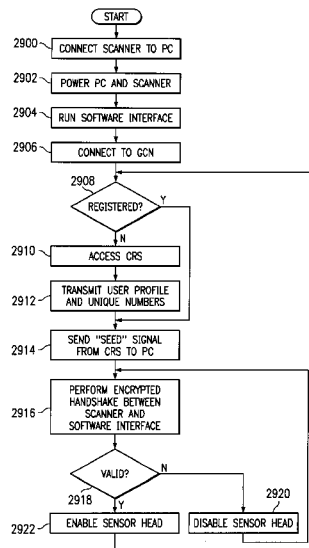 START
2900
CONNECT SCANNER TO PC
2902
POWER PC AND SCANNER
2904
RUN SOFTWARE INTERFACE
2906
CONNECT TO GCN
2908
REGISTERED?
Y
N
2910
ACCESS CRS
2912
TRANSMIT USER PROFILE
AND UNIQUE NUMBERS
2914
SEND "SEED" SIGNAL
FROM CRS TO PC
2916
PERFORM ENCRYPTED
HANDSHAKE BETWEEN
SCANNER AND
SOFTWARE INTERFACE
VALID?
N
2918
Y
2920
2922
ENABLE SENSOR HEAD
DISABLE SENSOR HEAD